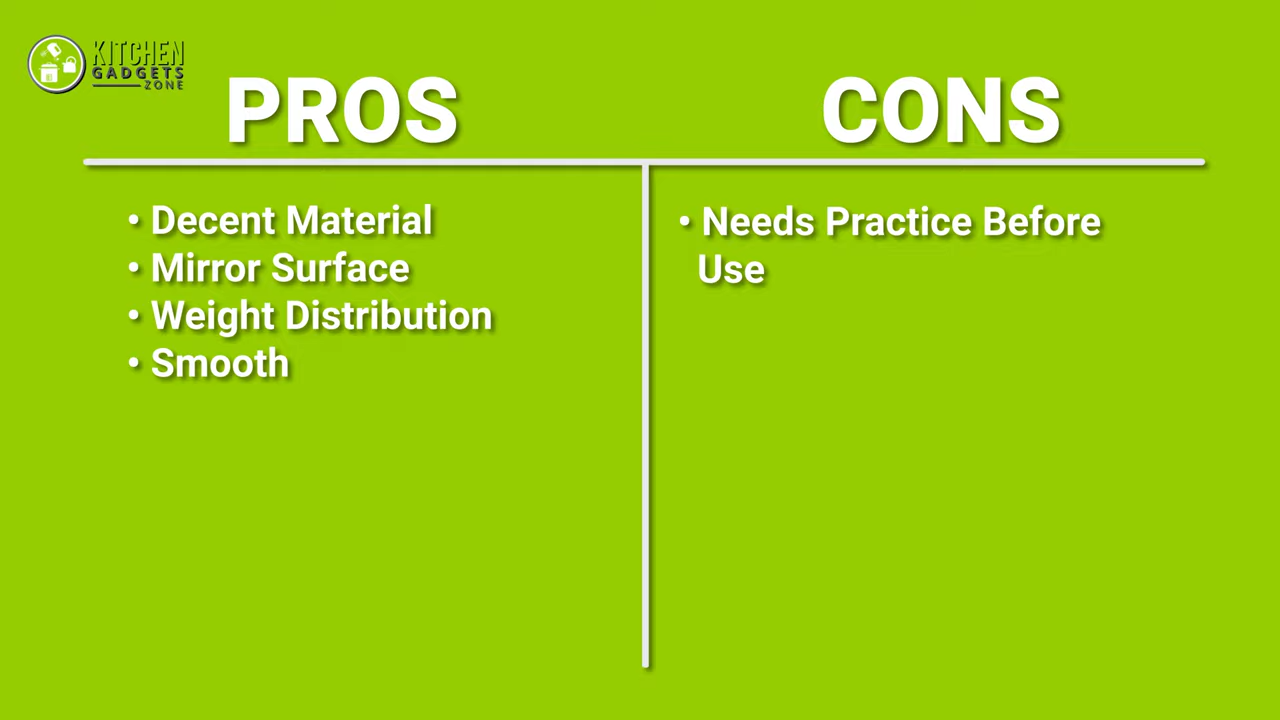 KITCHEN
GADGETS
ZONE
PROS
CONS
• Decent Material
• Mirror Surface
• Weight Distribution
• Smooth
• Needs Practice Before
Use